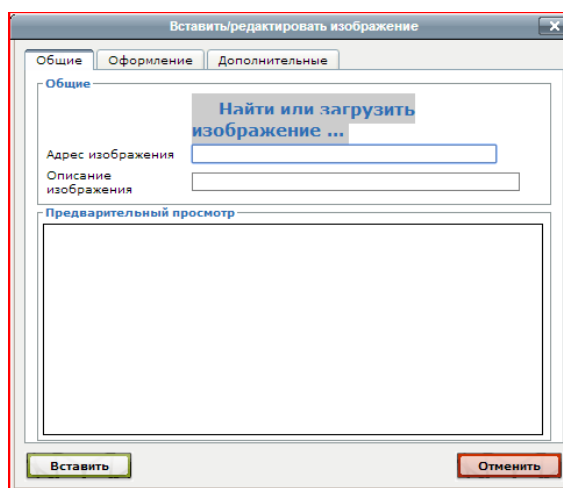 Вставить/редактировать изображение
Общие
Оформление
Дополнительные
Общие
Найти или загрузить
изображение ...
Адрес изображения
Описание
изображения
Предварительный просмотр
Вставить
Отменить